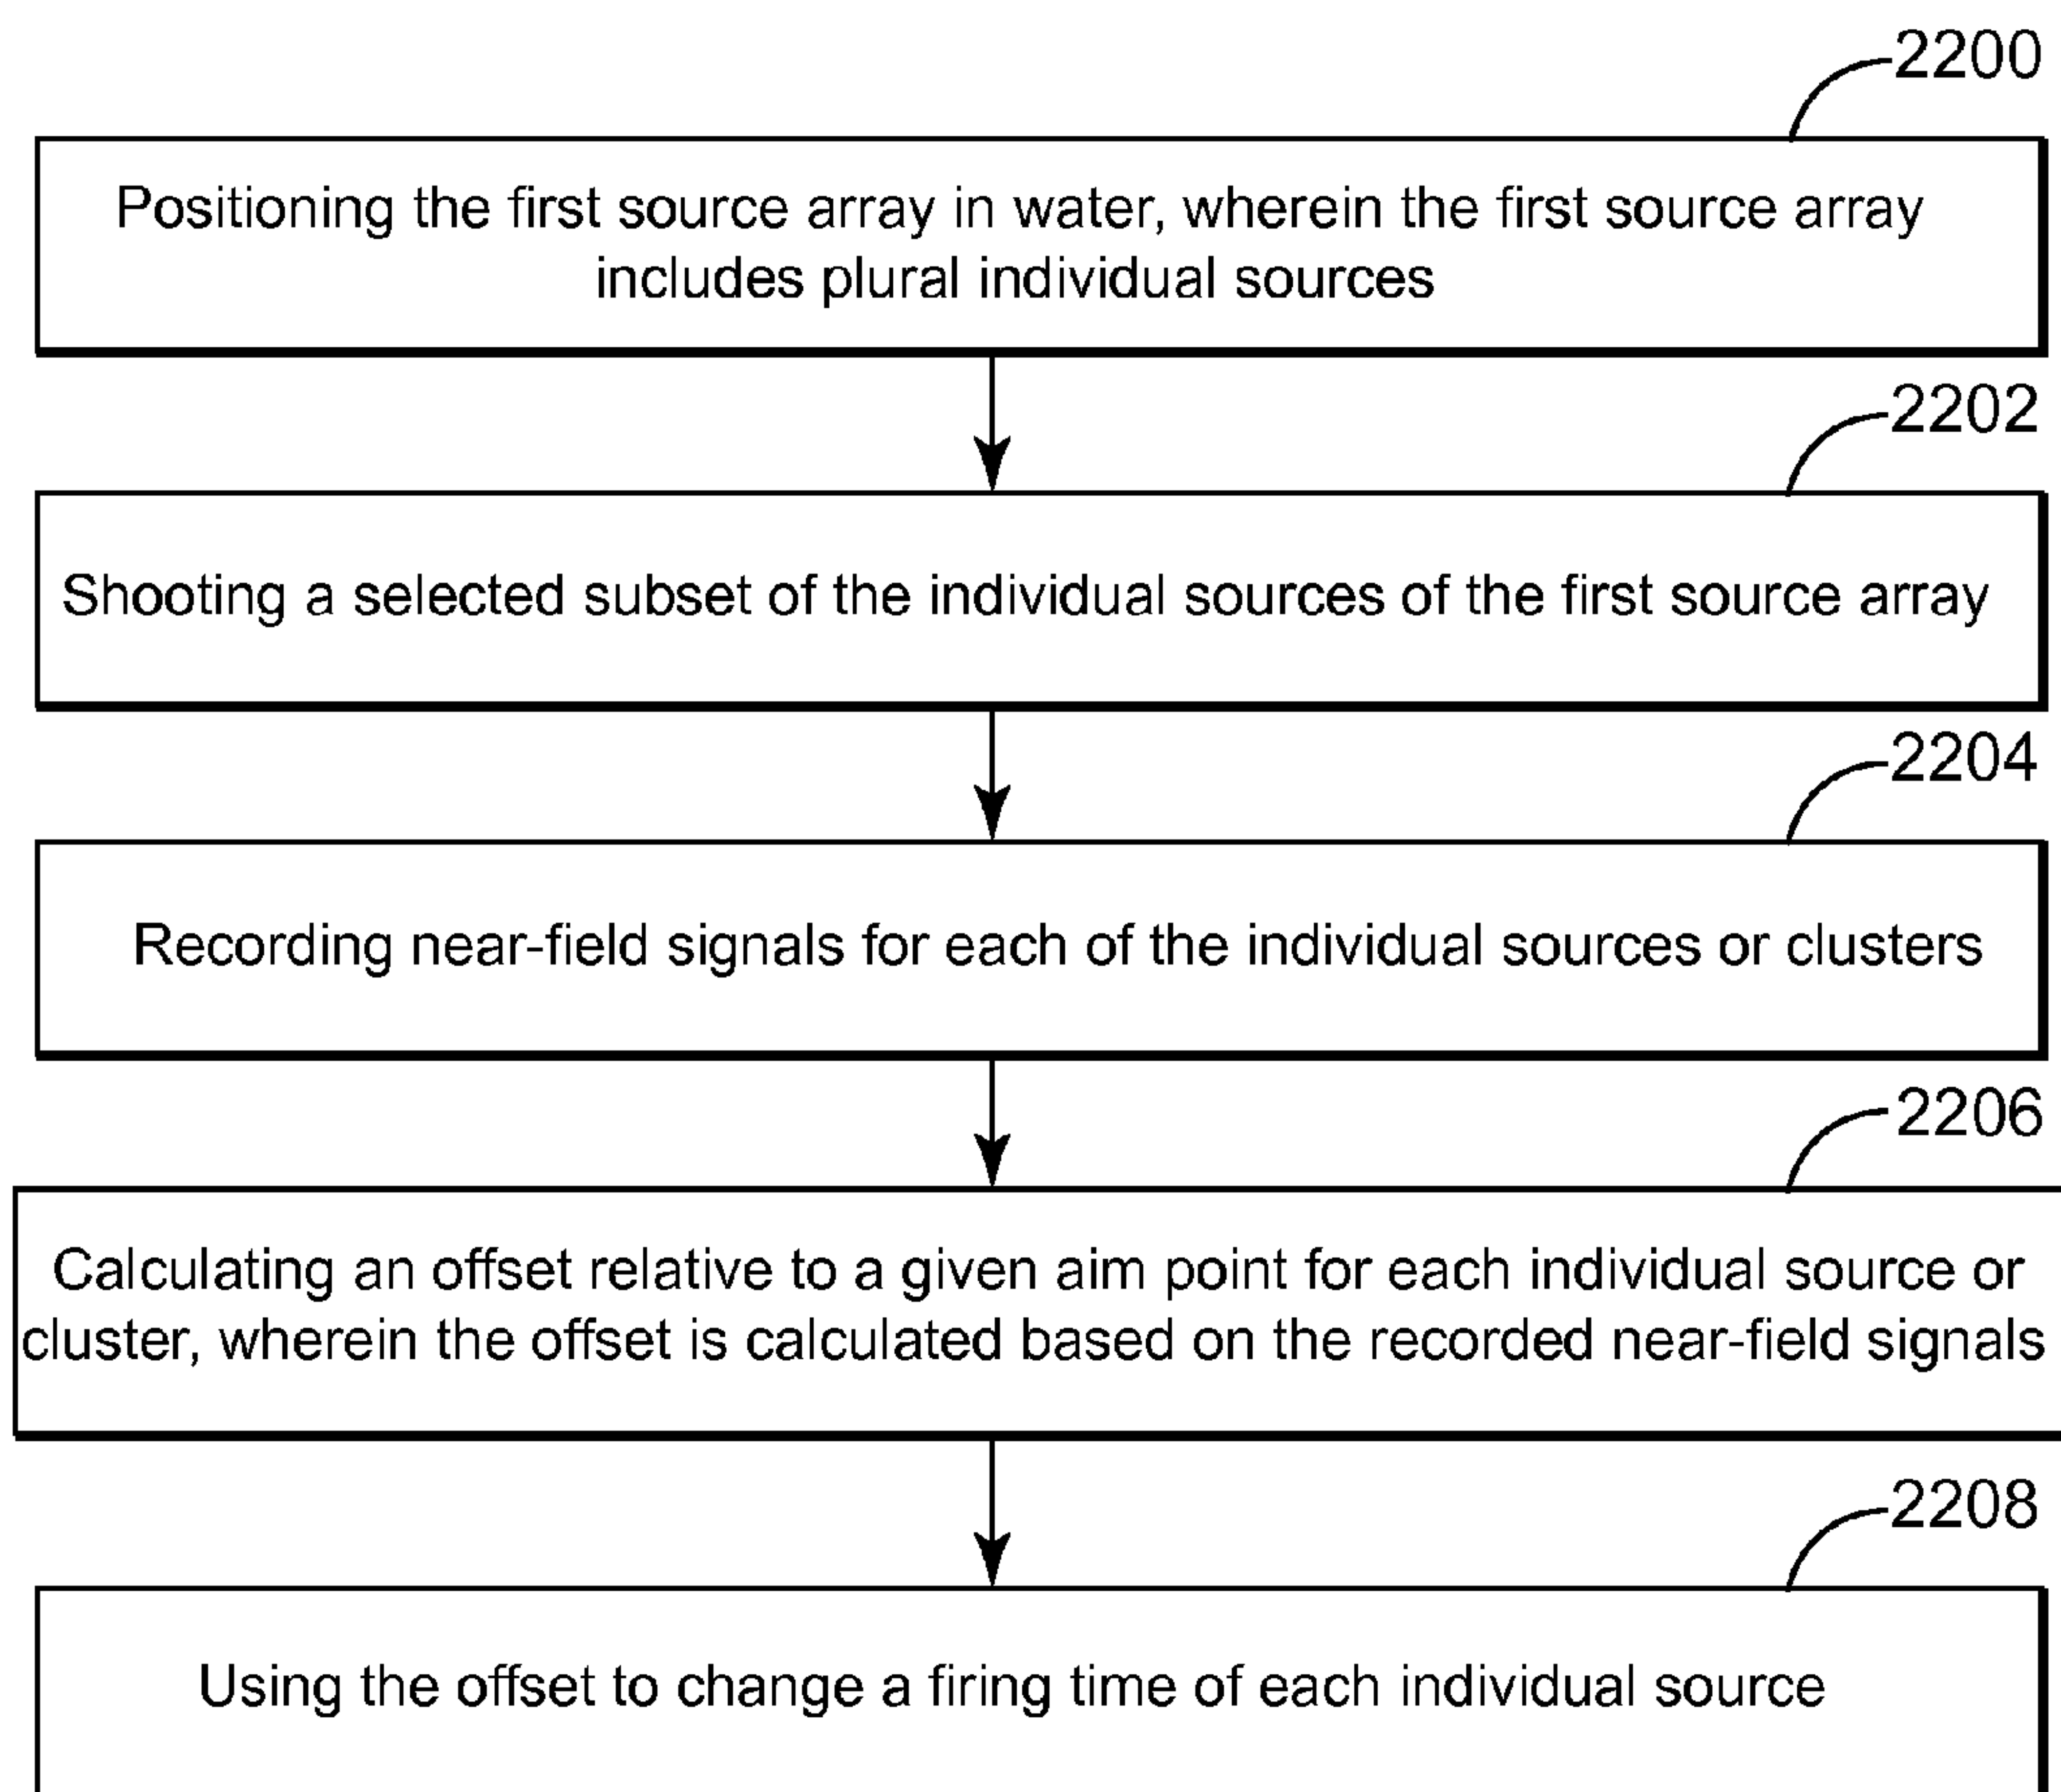 2200
Positioning the first source array in water, wherein the first source array
includes plural individual sources
2202
Shooting a selected subset of the individual sources of the first source array
2204
Recording near-field signals for each of the individual sources or clusters
2206
Calculating an offset relative to a given aim point for each individual source or
cluster, wherein the offset is calculated based on the recorded near-field signals
2208
Using the offset to change a firing time of each individual source